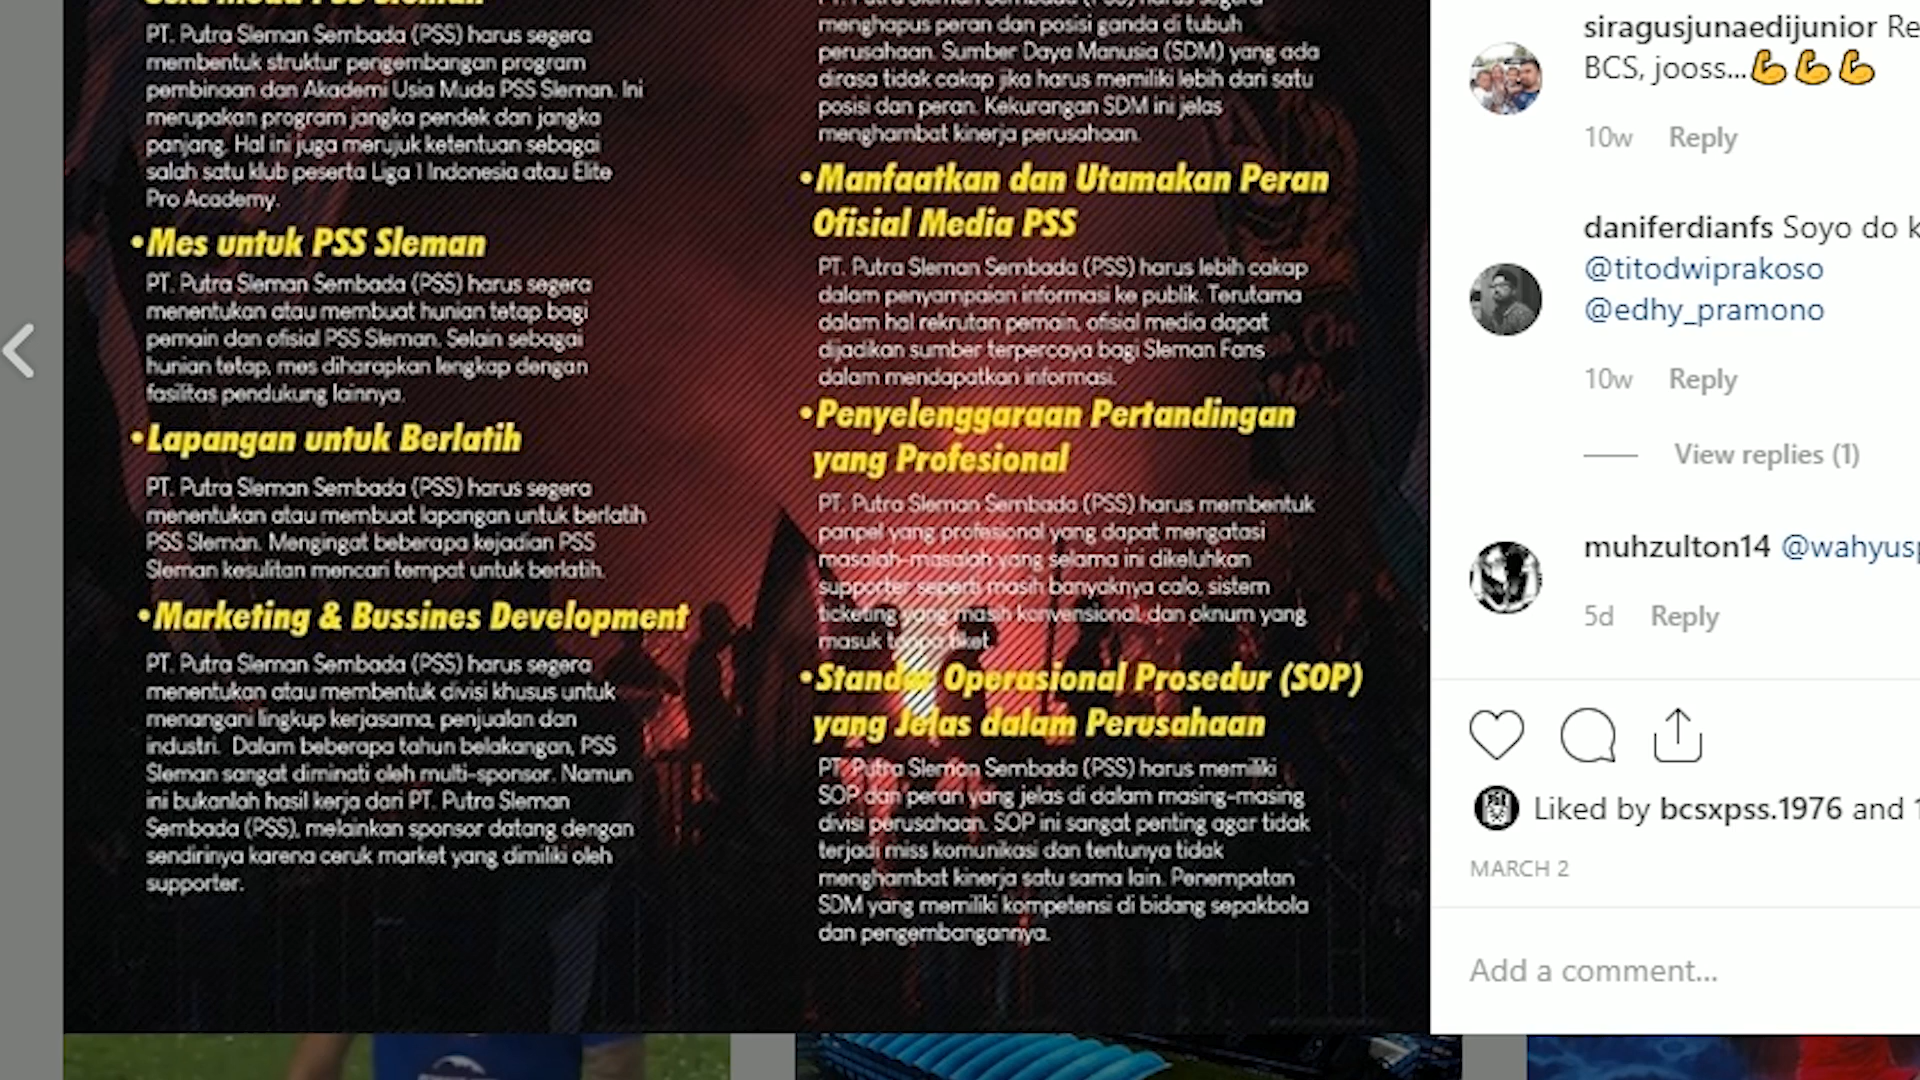 PT. Putra Sleman Sembada (PSS) harus segera
membentuk struktur pengembangan program
pembinaan dan Akademi Usia Muda PSS Sleman. Ini
merupakan program jangka pendek dan jangka
panjang. Hal ini juga merujuk ketentuan sebagai
salah satu klub peserta Liga 1 Indonesia atau Elite
Pro Academy.
•Mes untuk PSS Sleman
PT. Putra Sleman Sembada (PSS) harus segera
menentukan atau membuat hunian tetap bagi
pemain dan ofisial PSS Sleman. Selain sebagai
hunian tetap, mes diharapkan lengkap dengan
fasilitas pendukung lainnya.
•Lapangan untuk Berlatih
PT. Putra Sleman Sembada (PSS) harus segera
menentukan atau membuat lapangan untuk berlatih
PSS Sleman. Mengingat beberapa kejadian PSS
Sleman kesulitan mencari tempat untuk berlatih.
•Marketing & Bussines Development
PT. Putra Sleman Sembada (PSS) harus segera
menentukan atau membentuk divisi khusus untuk
menangani lingkup kerjasama, penjualan dan
industri. Dalam beberapa tahun belakangan, PSS
Sleman sangat diminati oleh multi-sponsor. Namun
ini bukanlah hasil kerja dari PT. Putra Sleman
Sembada (PSS), melainkan sponsor datang dengan
sendirinya karena ceruk market yang dimiliki oleh
supporter.
menghapus peran dan posisi ganda di tubuh
perusahaan. Sumber Daya Manusia (SDM) yang ada
dirasa tidak cakap jika harus memiliki lebih dari satu
posisi dan peran. Kekurangan SDM ini jelas
menghambat kinerja perusahaan.
•Manfaatkan dan Utamakan Peran
Ofisial Media PSS
PT. Putra Sleman Sembada (PSS) harus lebih cakap
dalam penyampaian informasi ke publik. Terutama
dalam hal rekrutan pemain, ofisial media dapat
dijadikan sumber terpercaya bagi Sleman Fans
dalam mendapatkan informasi.
•Penyelenggaraan Pertandingan
yang Profesional
PT. Putra Sleman Sembada (PSS) harus membentuk
panpel yang profesional yang dapat mengatasi
masalah-masalah yang selama ini dikeluhkan
supporter seperti masih banyaknya calo, sistem
ticketing yang masih konvensional, dan oknum yang
masuk tanpa tiket.
•Standar Operasional Prosedur (SOP)
yang Jelas dalam Perusahaan
PT. Putra Sleman Sembada (PSS) harus memiliki
SOP dan peran yang jelas di dalam masing-masing
divisi perusahaan. SOP ini sangat penting agar tidak
terjadi miss komunikasi dan tentunya tidak
menghambat kinerja satu sama lain. Penempatan
SDM yang memiliki kompetensi di bidang sepakbola
dan pengembangannya.
siragusjunaedijunior Re
BCS, jooss...💪💪💪
10w Reply
daniferdianfs Soyo do k
@titodwiprakoso
@edhy_pramono
10w Reply
View replies (1)
muhzulton14 @wahyusp
5d Reply
Liked by bcsxpss.1976 and 1
MARCH 2
Add a comment...